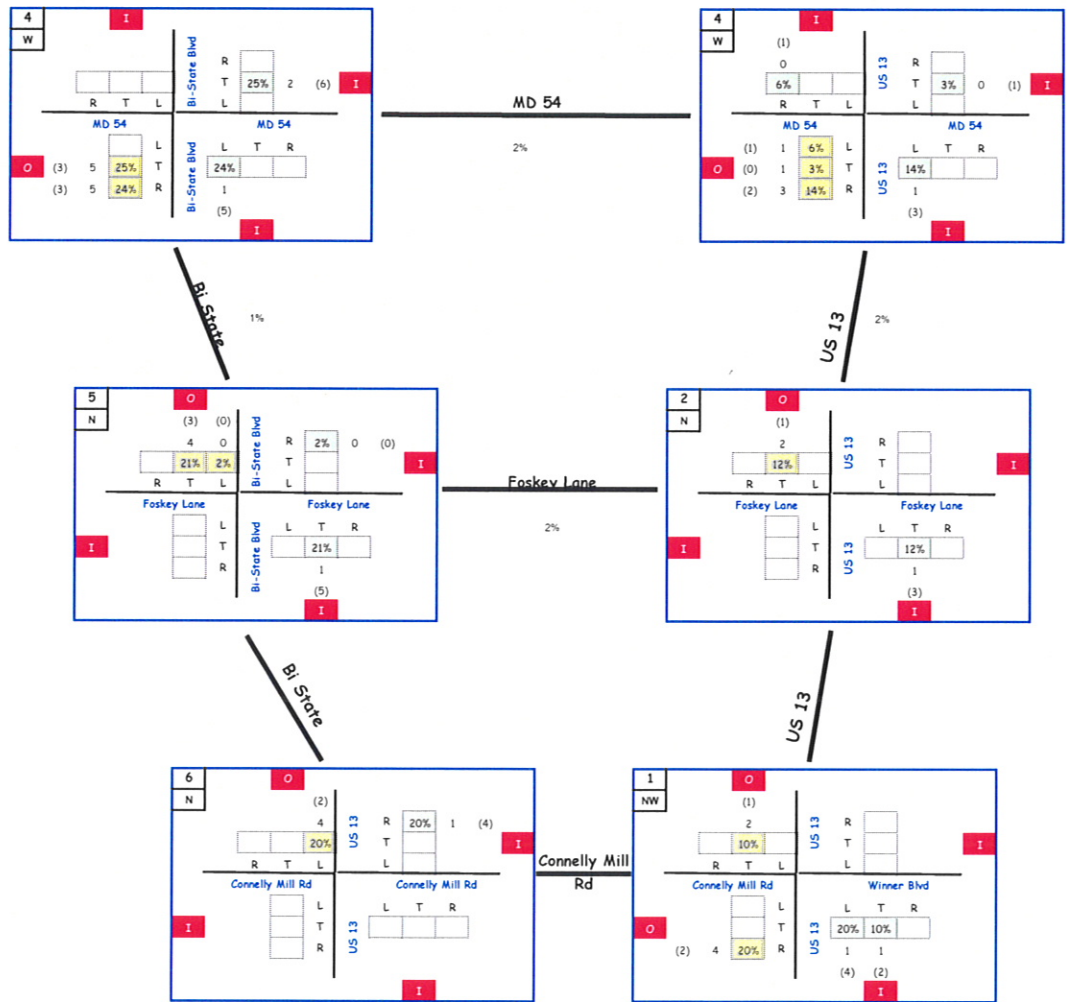 4 I
W
Bi-State Blvd
R
T 25% 2 (6) I
R T L L
MD 54 MD 54
L L T R
O (3) 5 25% T Bi-State Blvd 24%
(3) 5 24% R 1
(5)
I
MD 54
2%
4 I
W
(1)
0 US 13 R
6% T 3% 0 (1) I
R T L L
MD 54 MD 54
(1) 1 6% L L T R
O (0) 1 3% T US 13 14%
(2) 3 14% R 1
(3)
I
Bi State
1%
US 13
2%
5 O
N
(3) (0)
4 0 Bi-State Blvd R 2% 0 (0)
21% 2% T I
R T L L
Foskey Lane Foskey Lane
L L T R
I T Bi-State Blvd 21%
R 1
(5)
I
Foskey Lane
2%
2 O
N
(1)
2 US 13 R
12% T I
R T L L
Foskey Lane Foskey Lane
L L T R
I T US 13 12%
R 1
(3)
I
Bi State
US 13
6 O
N
(2)
4 US 13 R 20% 1 (4)
20% T I
R T L L
Connelly Mill Rd Connelly Mill Rd
L L T R
I T US 13
R
I
Connelly Mill
Rd
1 O
NW
(1)
2 US 13 R
10% T I
R T L L
Connelly Mill Rd Winner Blvd
L L T R
O T US 13 20% 10%
(2) 4 20% R 1 1
(4) (2)
I